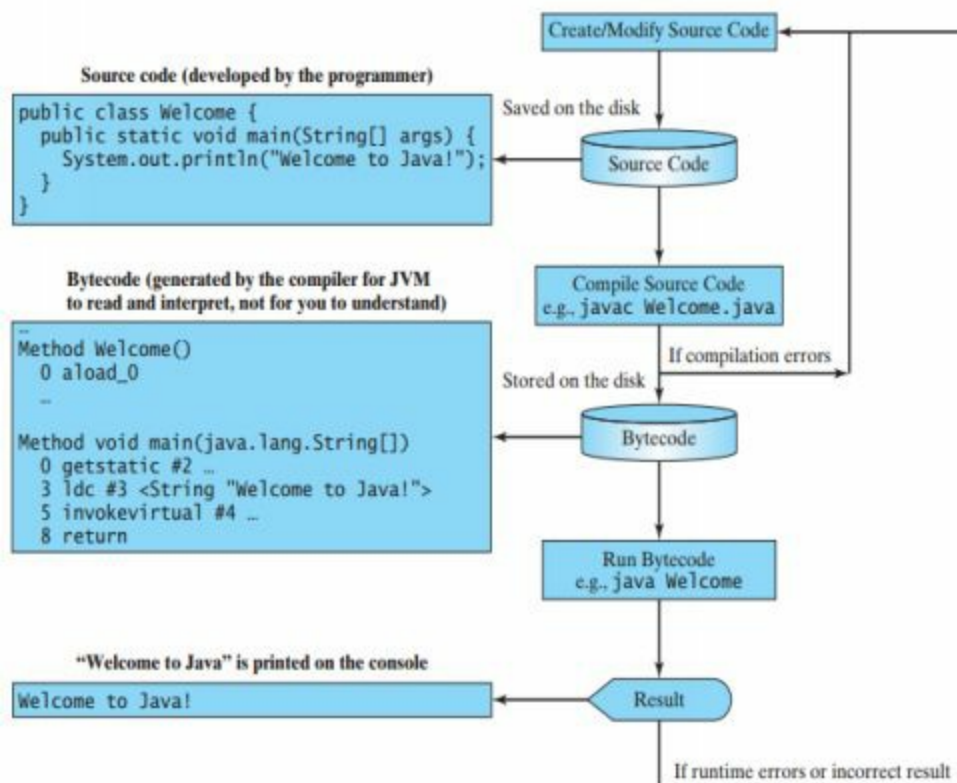 Create/Modify Source Code
Source code (developed by the programmer)
public class Welcome {
  public static void main(String[] args) {
    System.out.println("Welcome to Java!");
  }
}
Saved on the disk
Source Code
Compile Source Code
e.g., javac Welcome.java
If compilation errors
Bytecode (generated by the compiler for JVM
to read and interpret, not for you to understand)
…
Method Welcome()
  0 aload_0
  …
Method void main(java.lang.String[])
  0 getstatic #2 …
  3 ldc #3 <String "Welcome to Java!">
  5 invokevirtual #4 …
  8 return
Stored on the disk
Bytecode
Run Bytecode
e.g., java Welcome
“Welcome to Java” is printed on the console
Welcome to Java!
Result
If runtime errors or incorrect result